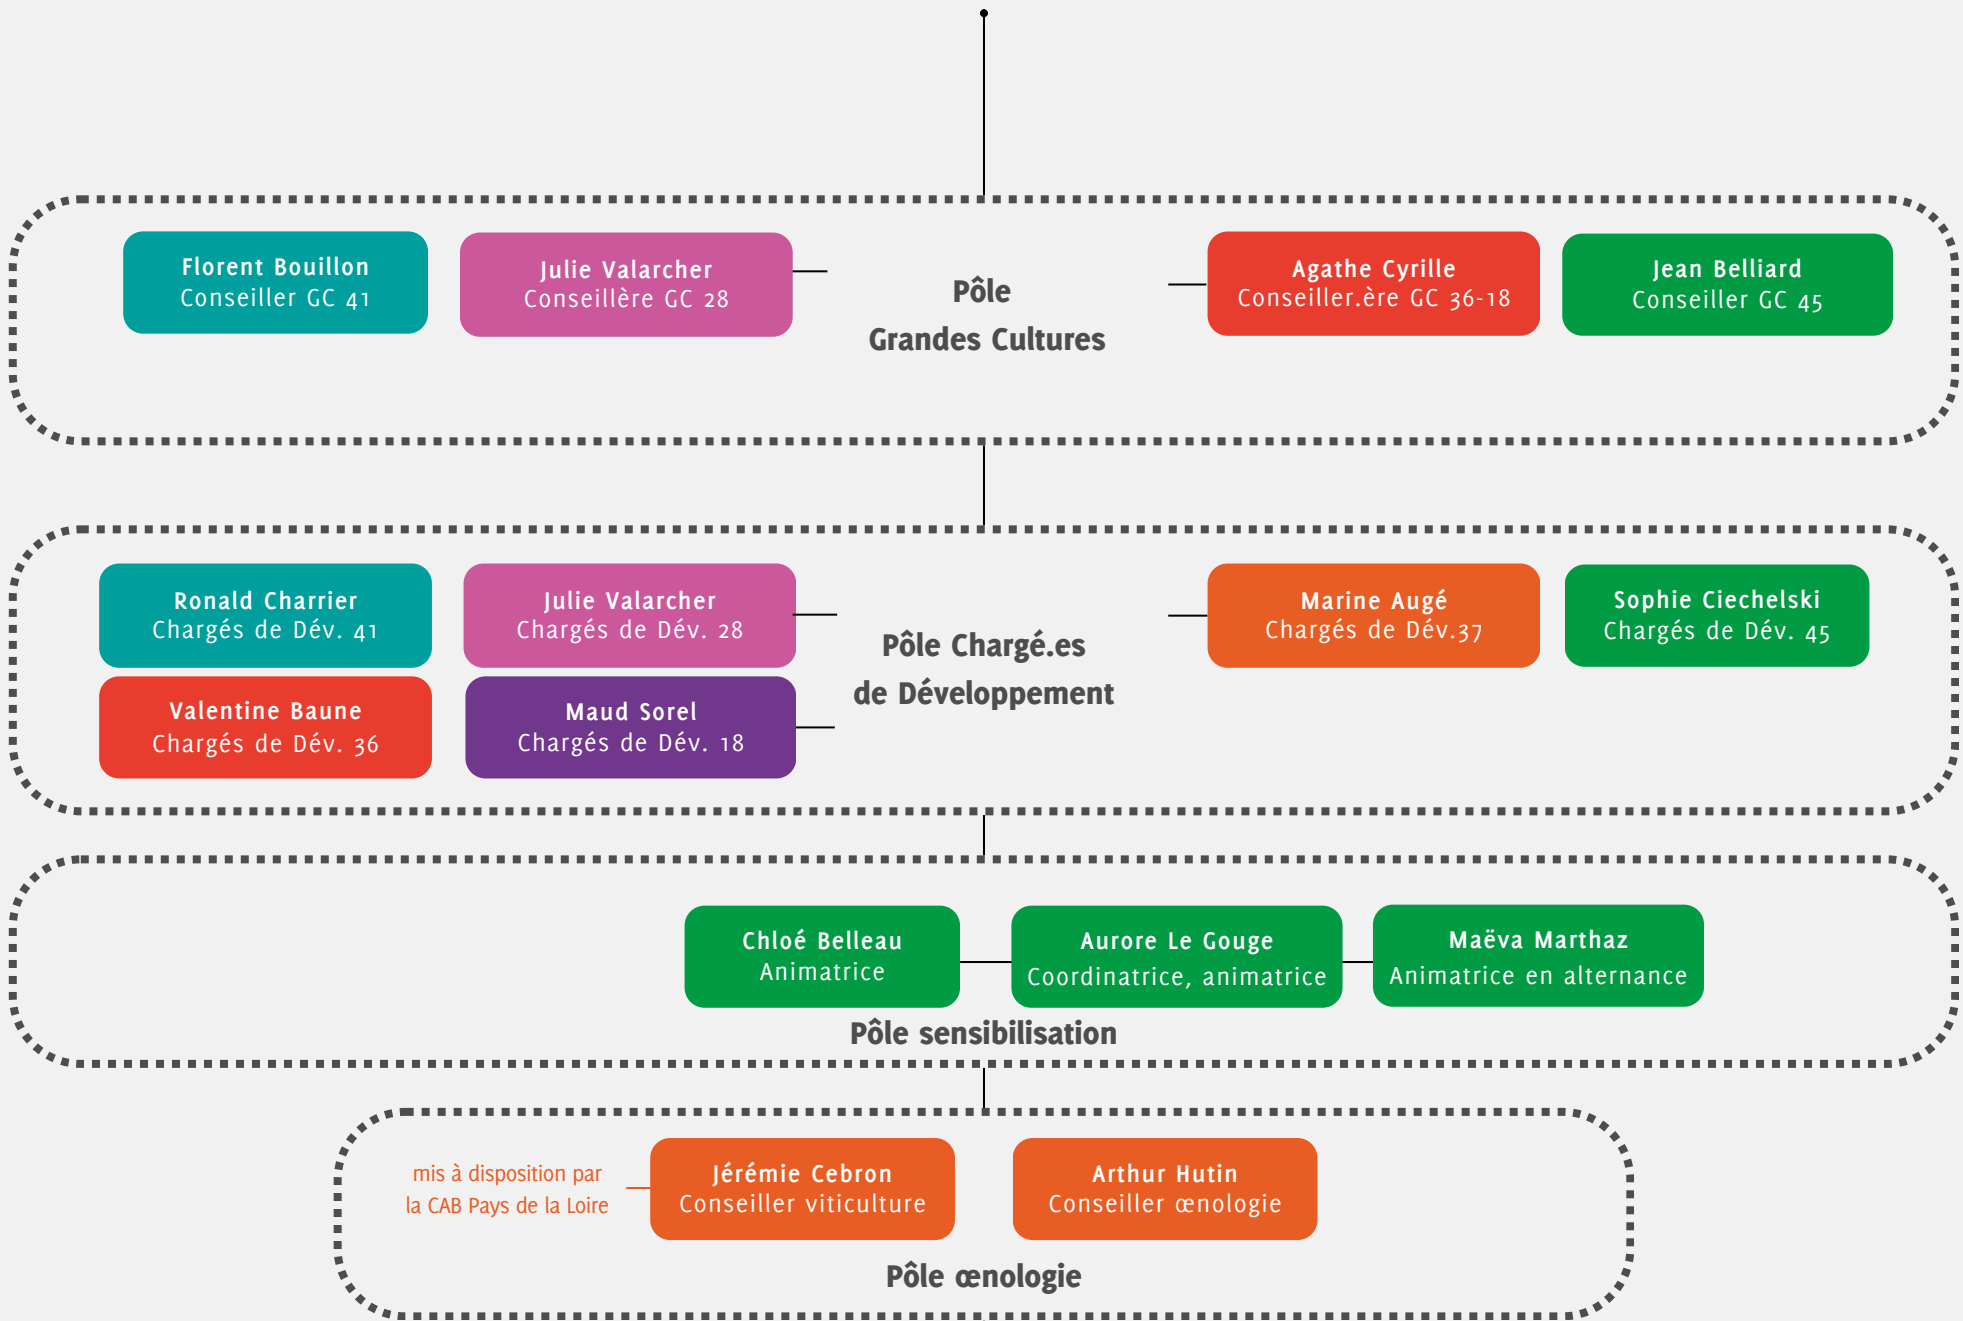 Florent Bouillon
Conseiller GC 41
Julie Valarcher
Conseillère GC 28
Pôle
Grandes Cultures
Agathe Cyrille
Conseiller.ère GC 36-18
Jean Belliard
Conseiller GC 45
Ronald Charrier
Chargés de Dév. 41
Julie Valarcher
Chargés de Dév. 28
Valentine Baune
Chargés de Dév. 36
Maud Sorel
Chargés de Dév. 18
Pôle Chargé.es
de Développement
Marine Augé
Chargés de Dév.37
Sophie Ciechelski
Chargés de Dév. 45
Chloé Belleau
Animatrice
Aurore Le Gouge
Coordinatrice, animatrice
Maëva Marthaz
Animatrice en alternance
Pôle sensibilisation
mis à disposition par
la CAB Pays de la Loire
Jérémie Cebron
Conseiller viticulture
Arthur Hutin
Conseiller œnologie
Pôle œnologie